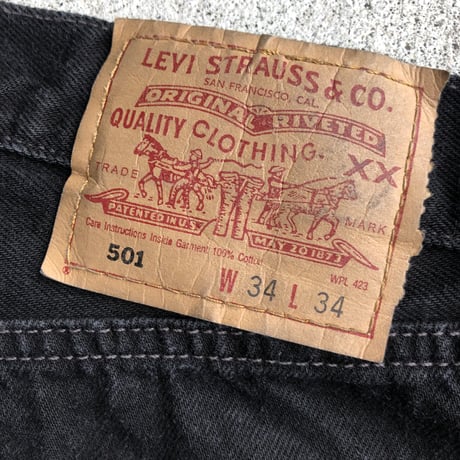 LEVI STRAUSS & CO.
SAN FRANCISCO, CAL.
ORIGINAL RIVETED
QUALITY CLOTHING.
XX
TRADE MARK
PATENTED IN U.S. MAY 20 1873
Care Instructions Inside Garment 100% Cotton
WPL 423
501 W 34 L 34
®